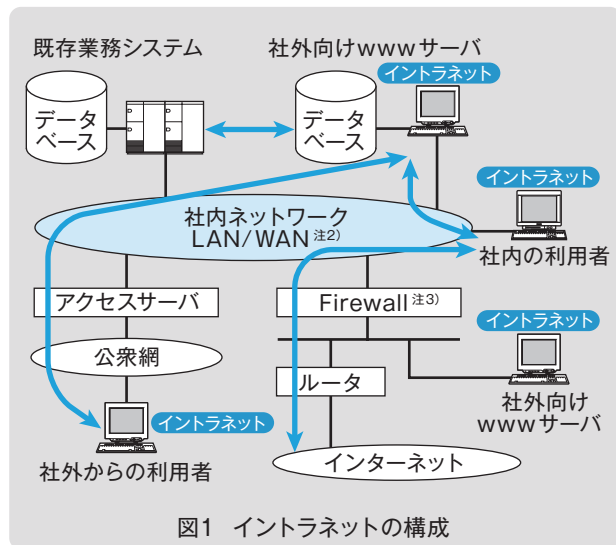 既存業務システム
社外向けwwwサーバ
イントラネット
データ
ベース
データ
ベース
イントラネット
社内ネットワーク
LAN/WAN 注2)
社内の利用者
アクセスサーバ
Firewall 注3)
イントラネット
公衆網
ルータ
社外向け
wwwサーバ
イントラネット
社外からの利用者
インターネット
図1 イントラネットの構成